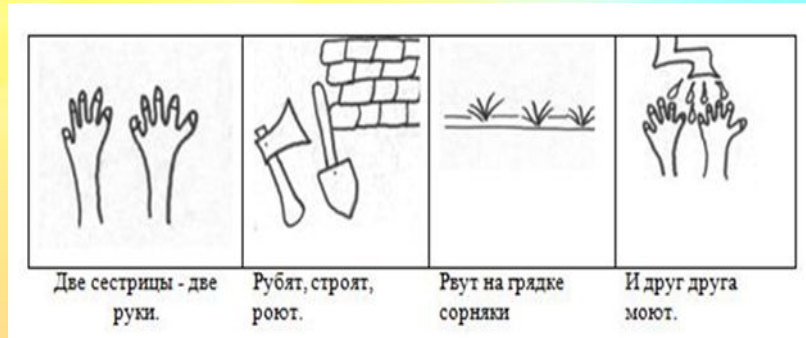 Две сестрицы - две
руки.
Рубят, строят,
роют.
Рвут на грядке
сорняки
И друг друга
моют.